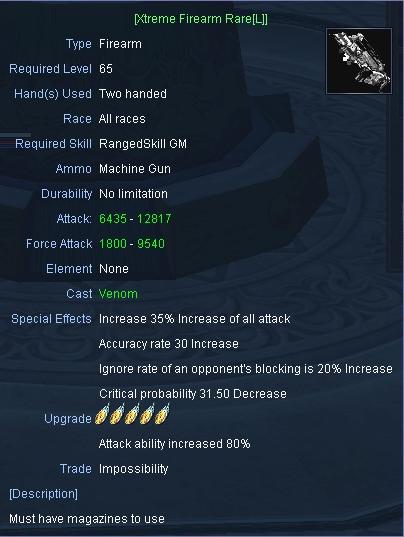 [Xtreme Firearm Rare[L]]
Type Firearm
Required Level 65
Hand(s) Used Two handed
Race All races
Required Skill RangedSkill GM
Ammo Machine Gun
Durability No limitation
Attack: 6435 - 12817
Force Attack 1800 - 9540
Element None
Cast Venom
Special Effects Increase 35% Increase of all attack
Accuracy rate 30 Increase
Ignore rate of an opponent's blocking is 20% Increase
Critical probability 31.50 Decrease
Upgrade
Attack ability increased 80%
Trade Impossibility
[Description]
Must have magazines to use